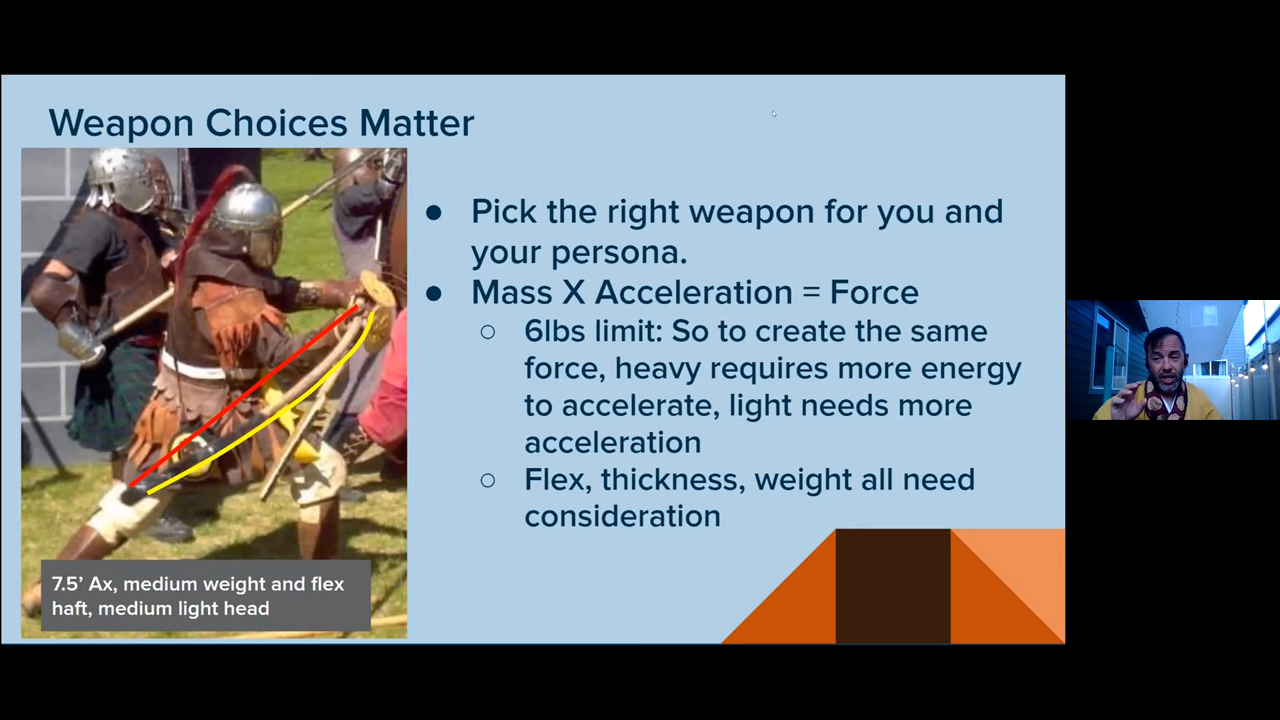 Weapon Choices Matter
● Pick the right weapon for you and
your persona.
● Mass X Acceleration = Force
○ 6lbs limit: So to create the same
force, heavy requires more energy
to accelerate, light needs more
acceleration
○ Flex, thickness, weight all need
consideration
7.5’ Ax, medium weight and flex
haft, medium light head